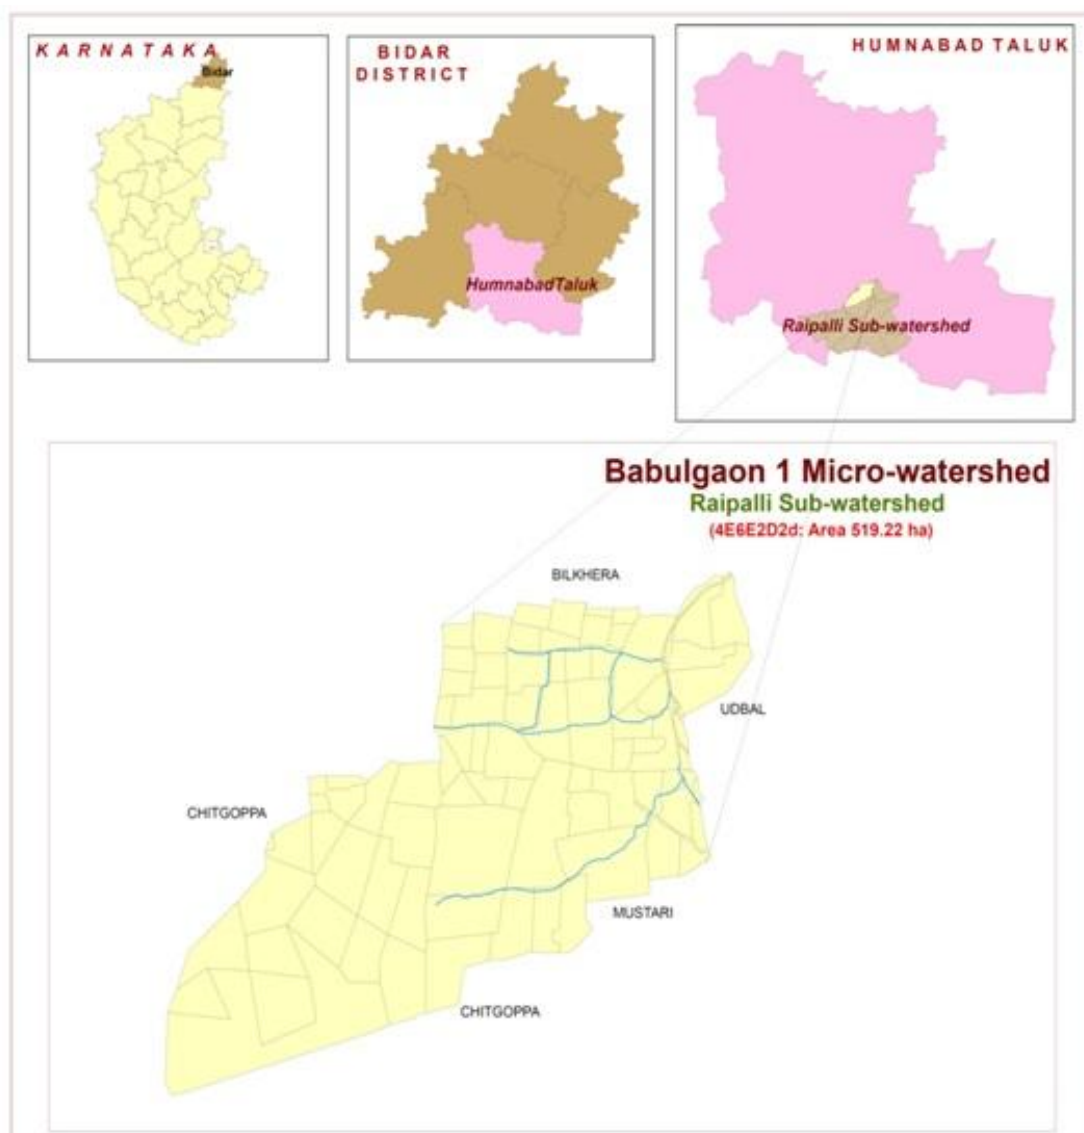 KARNATAKA
Bidar
BIDAR
DISTRICT
HumnabadTaluk
HUMNABAD TALUK
Raipalli Sub-watershed
Babulgaon 1 Micro-watershed
Raipalli Sub-watershed
(4E6E2D2d: Area 519.22 ha)
BILKHERA
UDBAL
CHITGOPPA
MUSTARI
CHITGOPPA